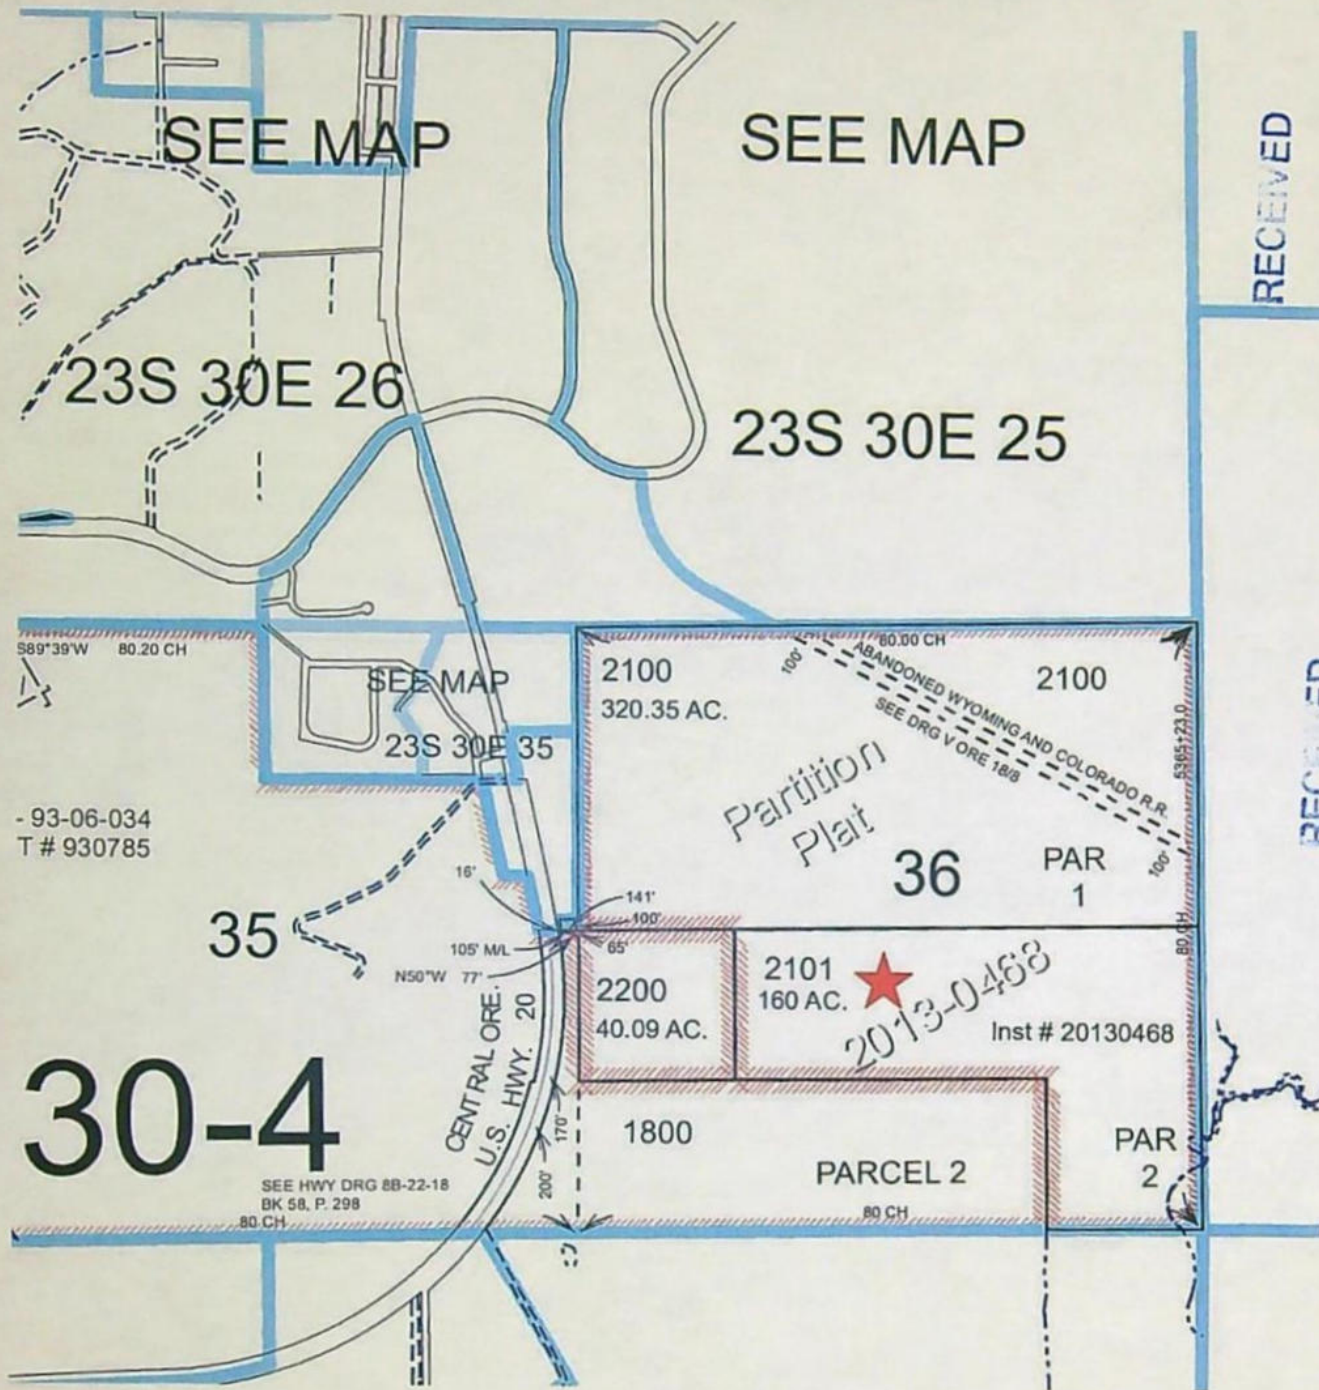 SEE MAP
SEE MAP
RECEIVED
23S 30E 26
23S 30E 25
S89°39'W 80.20 CH
SEE MAP
23S 30E 35
80.00 CH
2100
320.35 AC.
2100
100'
ABANDONED WYOMING AND COLORADO R.R.
SEE DRG V ORE 18/8
100'
5365+23.0
RECEIVED
Partition
Plat
- 93-06-034
T # 930785
36
PAR
1
35
16'
141'
100'
65'
105' M/L
N50°W 77'
80 CH
2200
40.09 AC.
2101
160 AC.
2013-0468
Inst # 20130468
CENTRAL ORE.
U.S. HWY. 20
30-4
170'
200'
1800
PARCEL 2
PAR
2
SEE HWY DRG 8B-22-18
BK 58, P. 298
80 CH
80 CH